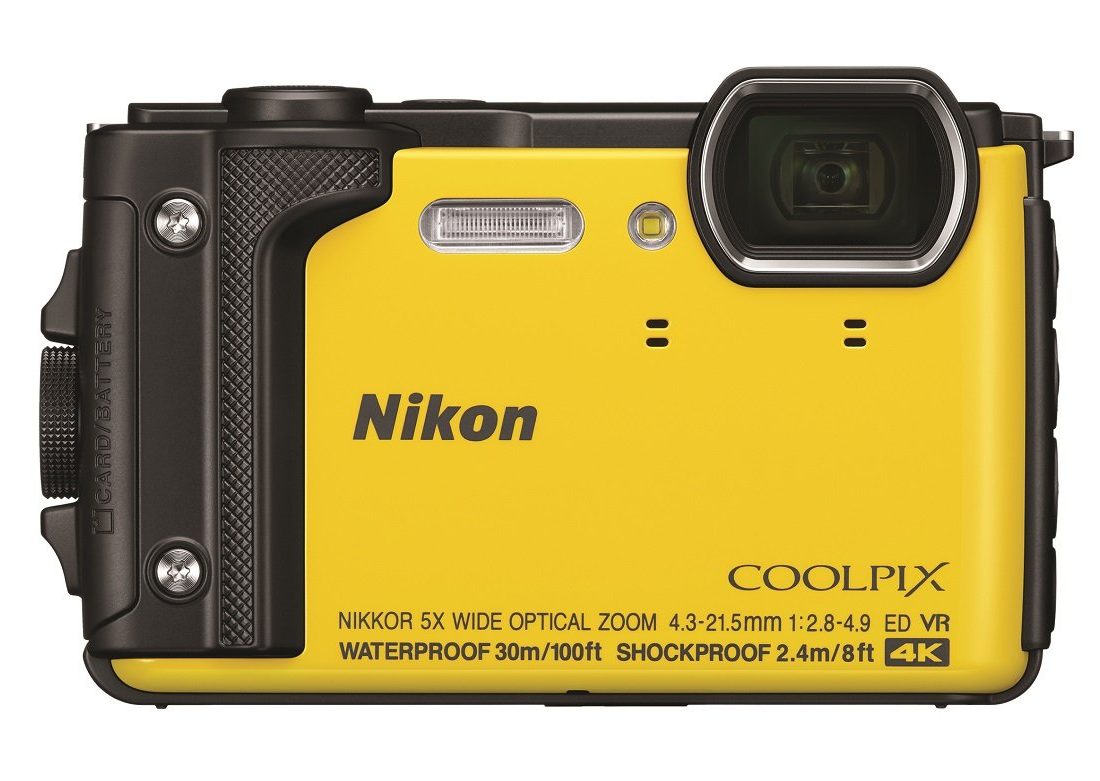 CARD/BATTERY
Nikon
COOLPIX
NIKKOR 5X WIDE OPTICAL ZOOM 4.3-21.5mm 1:2.8-4.9 ED VR
WATERPROOF 30m/100ft SHOCKPROOF 2.4m/8ft 4K